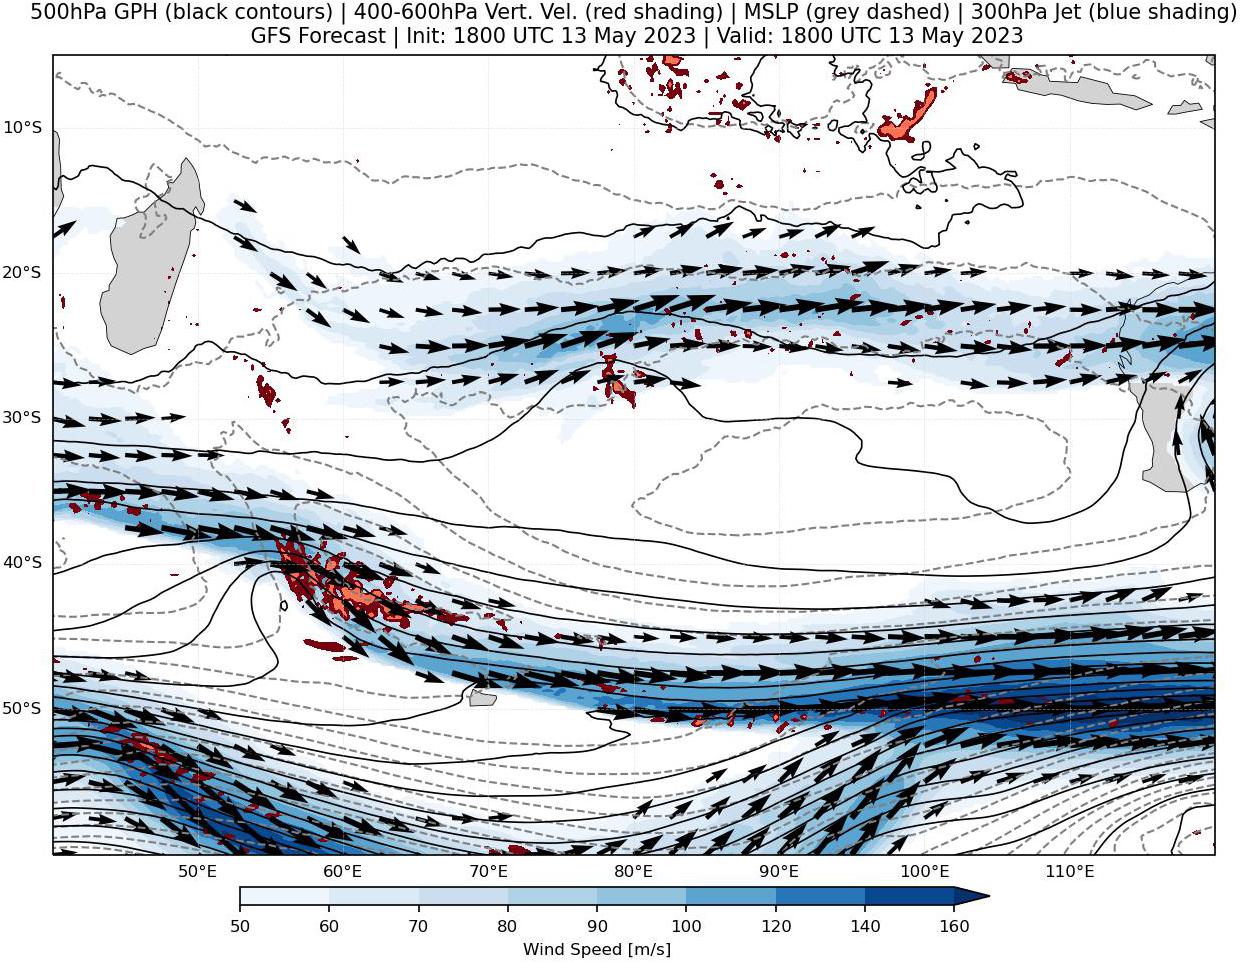 500hPa GPH (black contours) | 400-600hPa Vert. Vel. (red shading) | MSLP (grey dashed) | 300hPa Jet (blue shading)
GFS Forecast | Init: 1800 UTC 13 May 2023 | Valid: 1800 UTC 13 May 2023
10°S
20°S
30°S
40°S
50°S
50°E 60°E 70°E 80°E 90°E 100°E 110°E
50 60 70 80 90 100 120 140 160
Wind Speed [m/s]